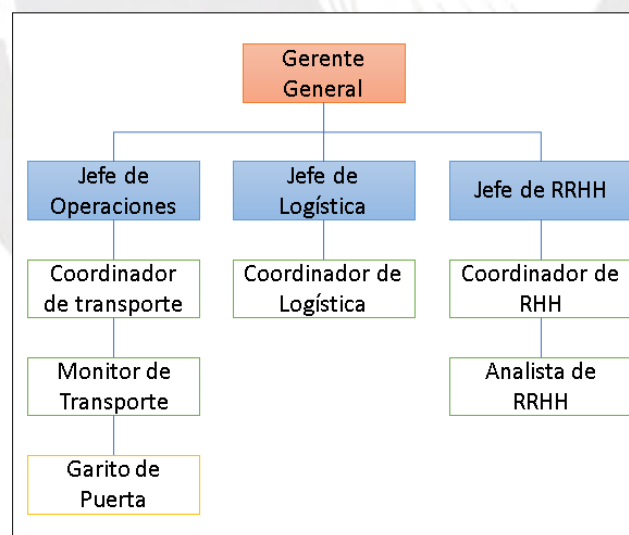 Gerente
General
Jefe de
Operaciones
Jefe de
Logística
Jefe de RRHH
Coordinador
de transporte
Coordinador de
Logística
Coordinador de
RHH
Monitor de
Transporte
Analista de
RRHH
Garito de
Puerta